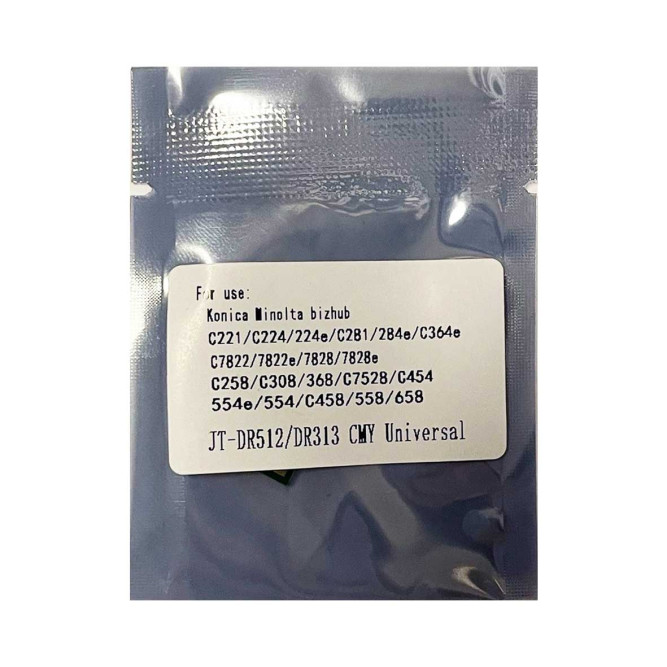 For use:
Konica Minolta bizhub
C221/C224/224e/C281/284e/C364e
C7822/7822e/7828/7828e
C258/C308/368/C7528/C454
554e/554/C458/558/658
JT-DR512/DR313 CMY Universal